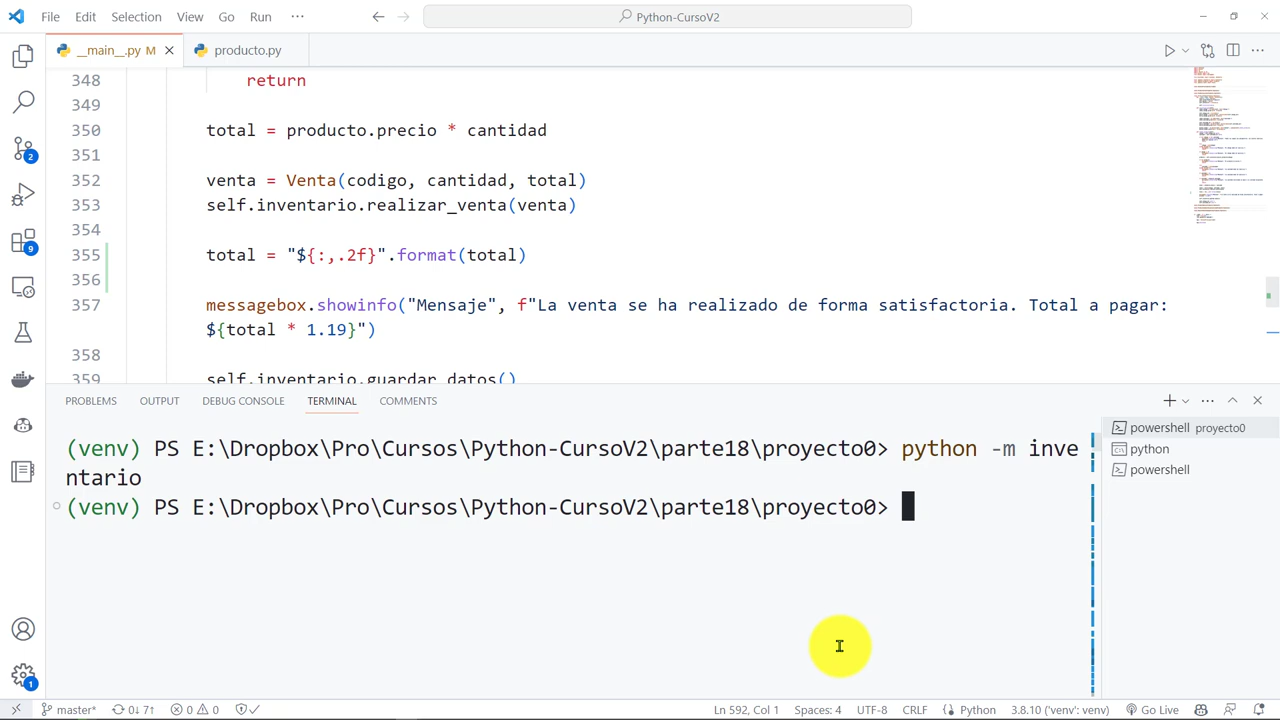 File Edit Selection View Go Run ··· Python-CursoV2
__main__.py M producto.py
348 return
349
350 total = producto.precio * cantidad
351
352 venta = Venta(codigo, cantidad, total)
353 self.inventario.realizar_venta(venta)
354
355 total = "${:,.2f}".format(total)
356
357 messagebox.showinfo("Mensaje", f"La venta se ha realizado de forma satisfactoria. Total a pagar:
${total * 1.19}")
358
359 self.inventario.guardar_datos()
PROBLEMS OUTPUT DEBUG CONSOLE TERMINAL COMMENTS
(venv) PS E:\Dropbox\Pro\Cursos\Python-CursoV2\parte18\proyecto0> python -m inve
ntario
(venv) PS E:\Dropbox\Pro\Cursos\Python-CursoV2\parte18\proyecto0>
powershell proyecto0
python
powershell
2
9
1
master* 0↓ 7↑ 0 0 Ln 592, Col 1 Spaces: 4 UTF-8 CRLF Python 3.8.10 ('venv': venv) Go Live